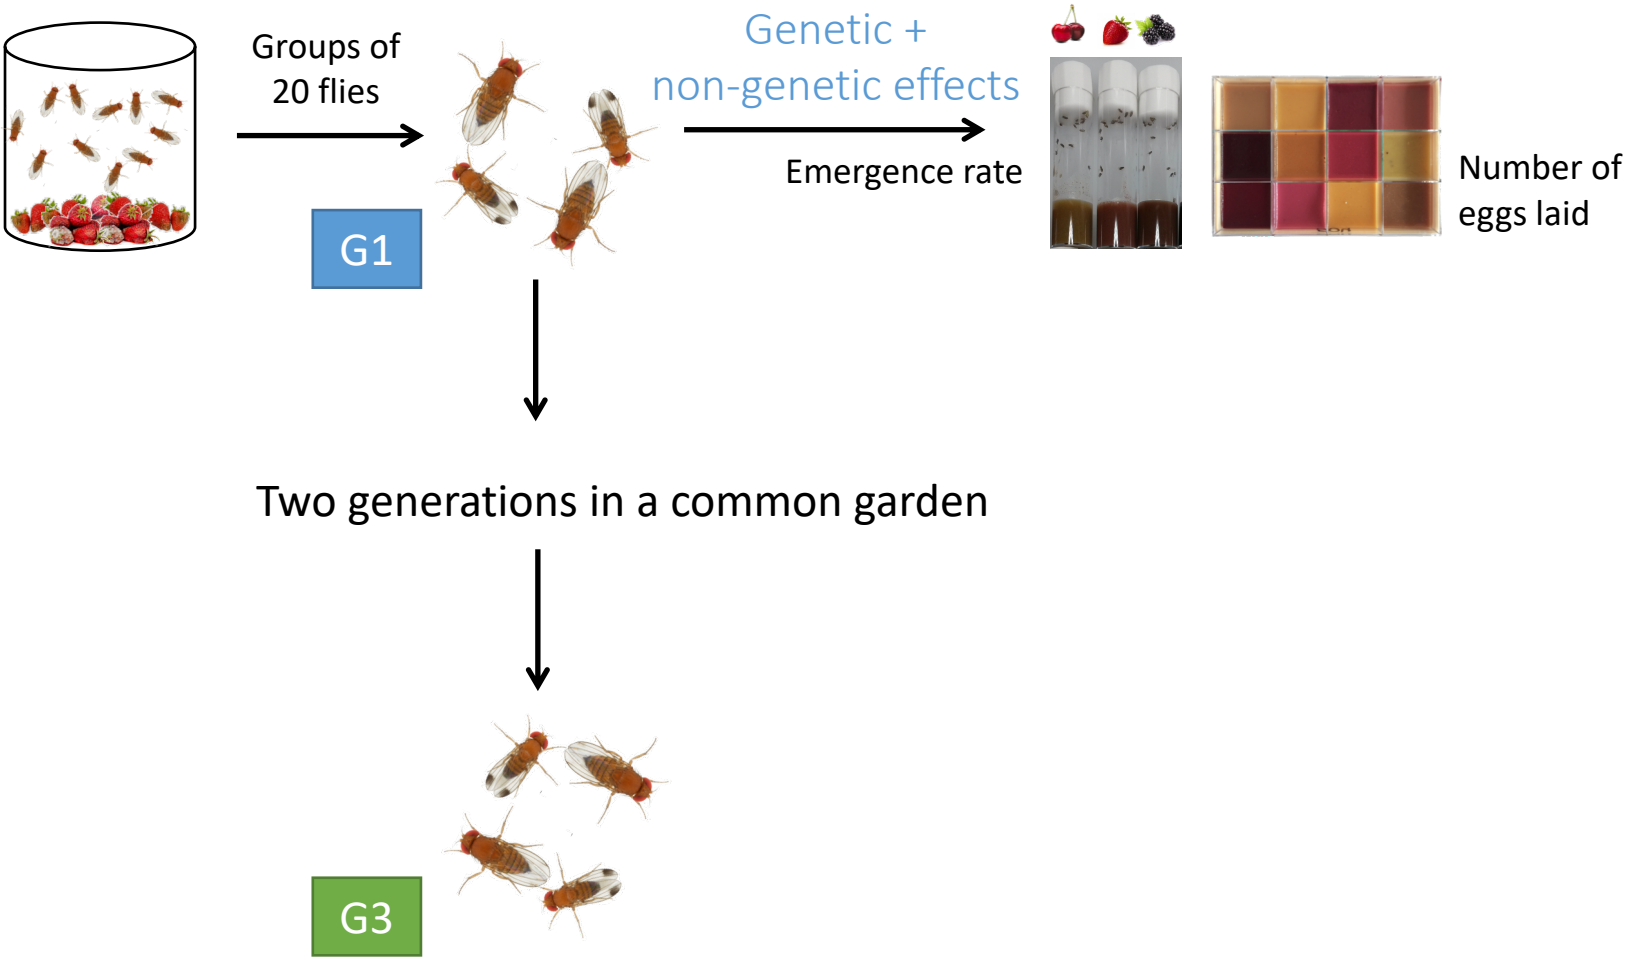 Groups of
20 flies
Genetic +
non-genetic effects
Emergence rate
Number of
eggs laid
G1
Two generations in a common garden
G3